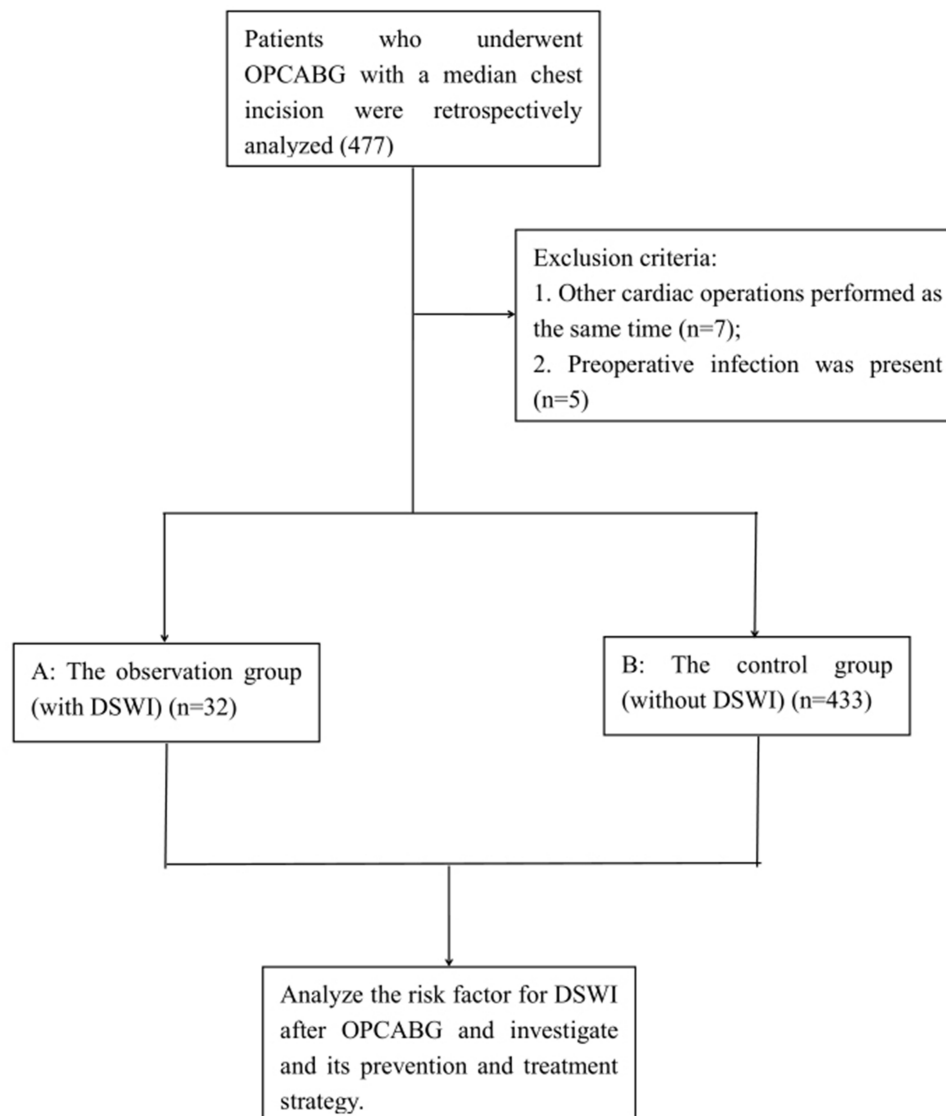 Patients who underwent
OPCABG with a median chest
incision were retrospectively
analyzed (477)
Exclusion criteria:
1. Other cardiac operations performed as
the same time (n=7);
2. Preoperative infection was present
(n=5)
A: The observation group
(with DSWI) (n=32)
B: The control group
(without DSWI) (n=433)
Analyze the risk factor for DSWI
after OPCABG and investigate
and its prevention and treatment
strategy.